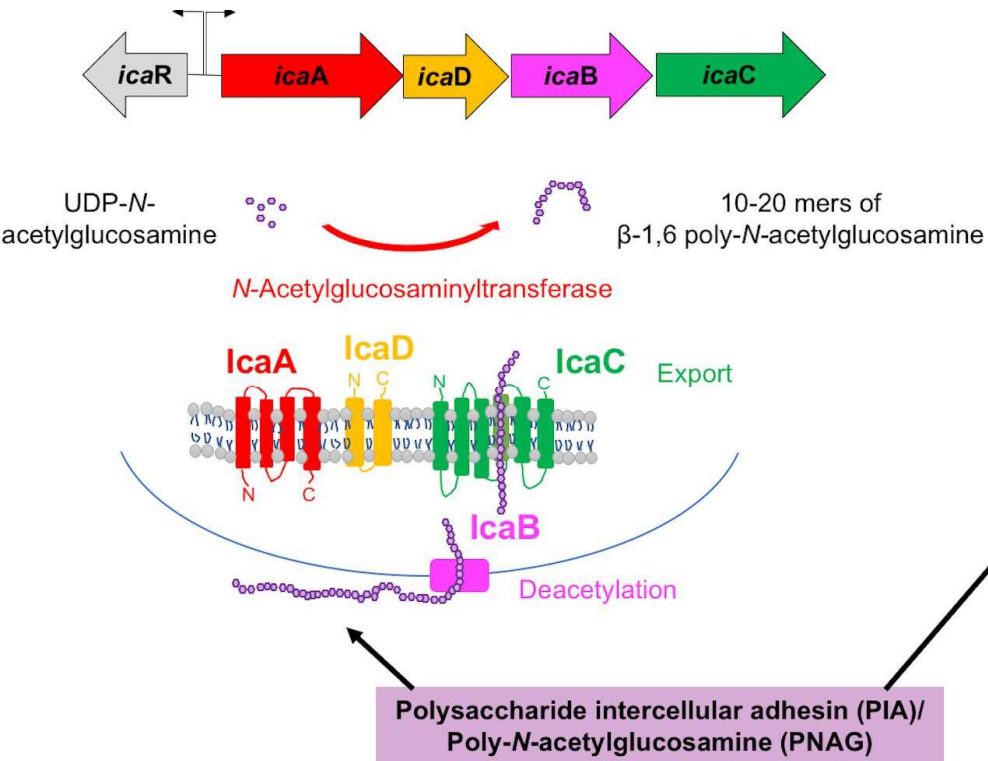 icaR
icaA
icaD
icaB
icaC
UDP-N-
acetylglucosamine
10-20 mers of
β-1,6 poly-N-acetylglucosamine
N-Acetylglucosaminyltransferase
IcaA
IcaD
IcaC
Export
N
C
N
C
N
C
IcaB
Deacetylation
Polysaccharide intercellular adhesin (PIA)/
Poly-N-acetylglucosamine (PNAG)